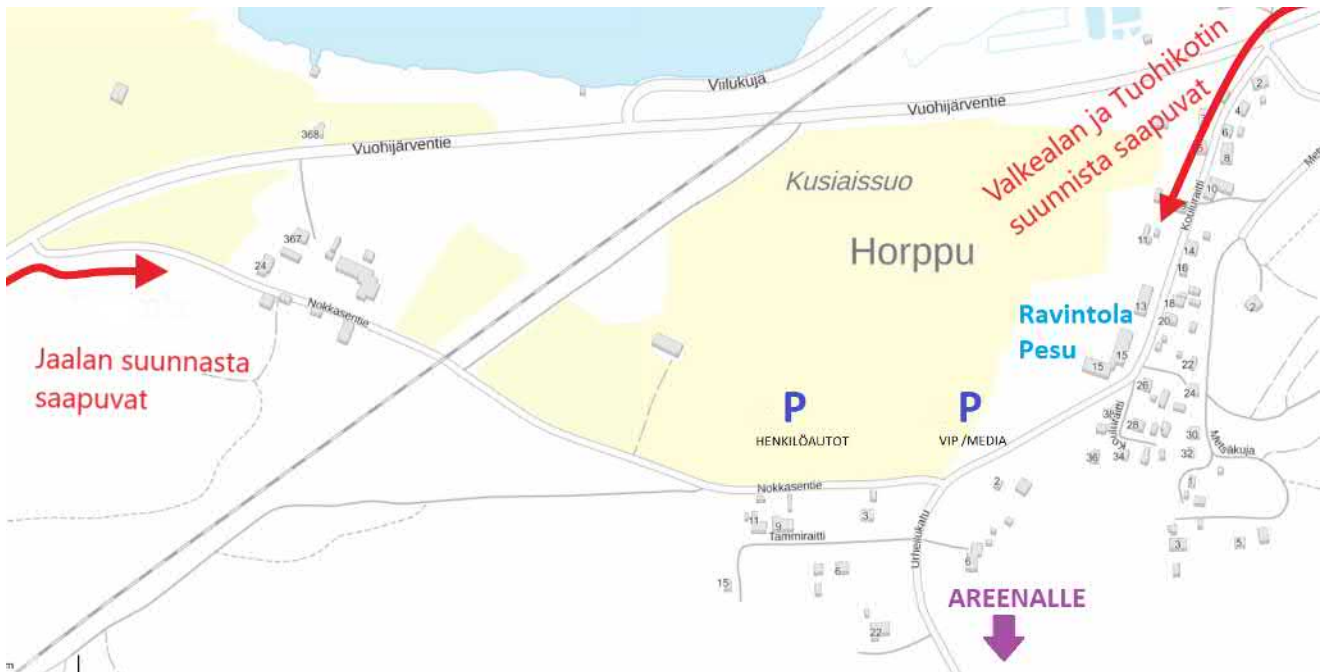 Viilukuja
Vuohijärventie
Vuohijärventie
368
Valkealan ja Tuohikotin
suunnista saapuvat
2
4
6
8
10
Kouluraitti
Kusiaissuo
Horppu
367
24
Nokkasentie
11
14
16
13
18
20
2
Ravintola
Pesu
15
15
22
24
26
Jaalan suunnasta
saapuvat
P
HENKILÖAUTOT
P
VIP /MEDIA
Kouluraitti
28
30
32
34
36
Metsäkuja
Nokkasentie
2
1
11
9
3
Tammiraitti
Urheilukatu
6
3
5
15
6
AREENALLE
22